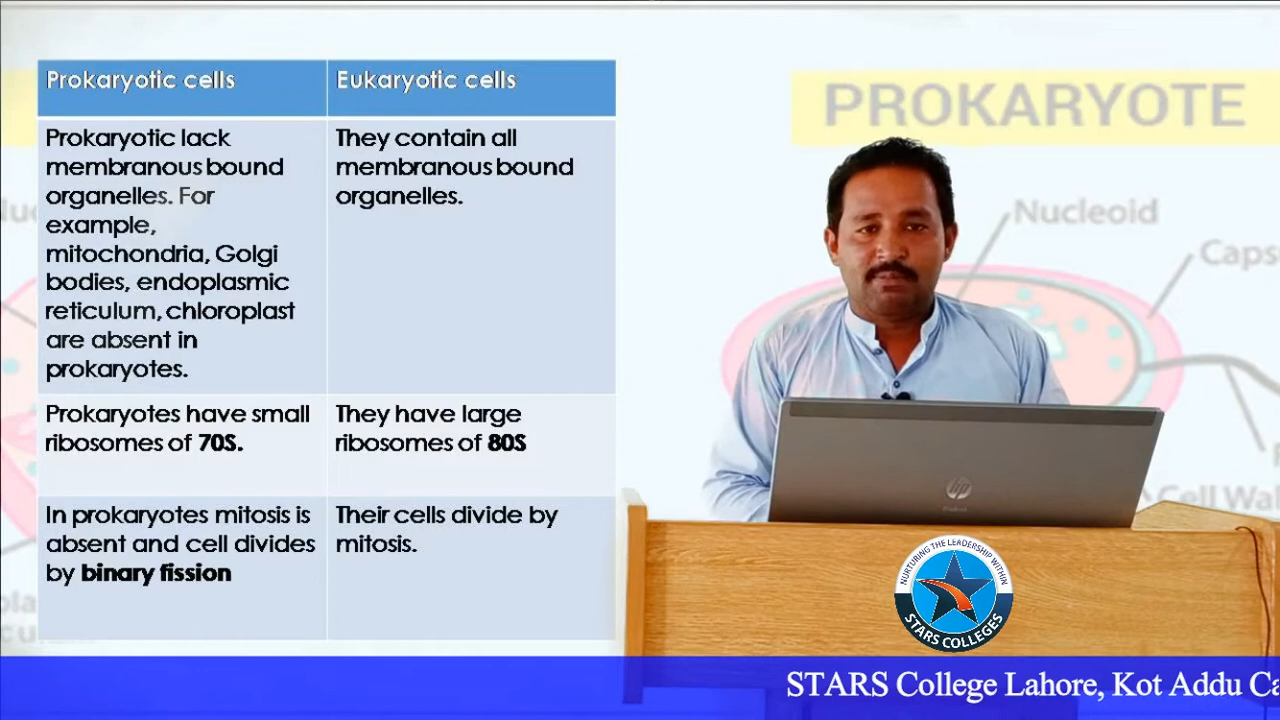 Prokaryotic cells
Eukaryotic cells
Prokaryotic lack
membranous bound
organelles. For
example,
mitochondria, Golgi
bodies, endoplasmic
reticulum, chloroplast
are absent in
prokaryotes.
They contain all
membranous bound
organelles.
Prokaryotes have small
ribosomes of 70S.
They have large
ribosomes of 80S
In prokaryotes mitosis is
absent and cell divides
by binary fission
Their cells divide by
mitosis.
PROKARYOTE
Nucleoid
Caps
Cell Wa
hp
NURTURING THE LEADERSHIP WITHIN
STARS COLLEGES
STARS College Lahore, Kot Addu Ca